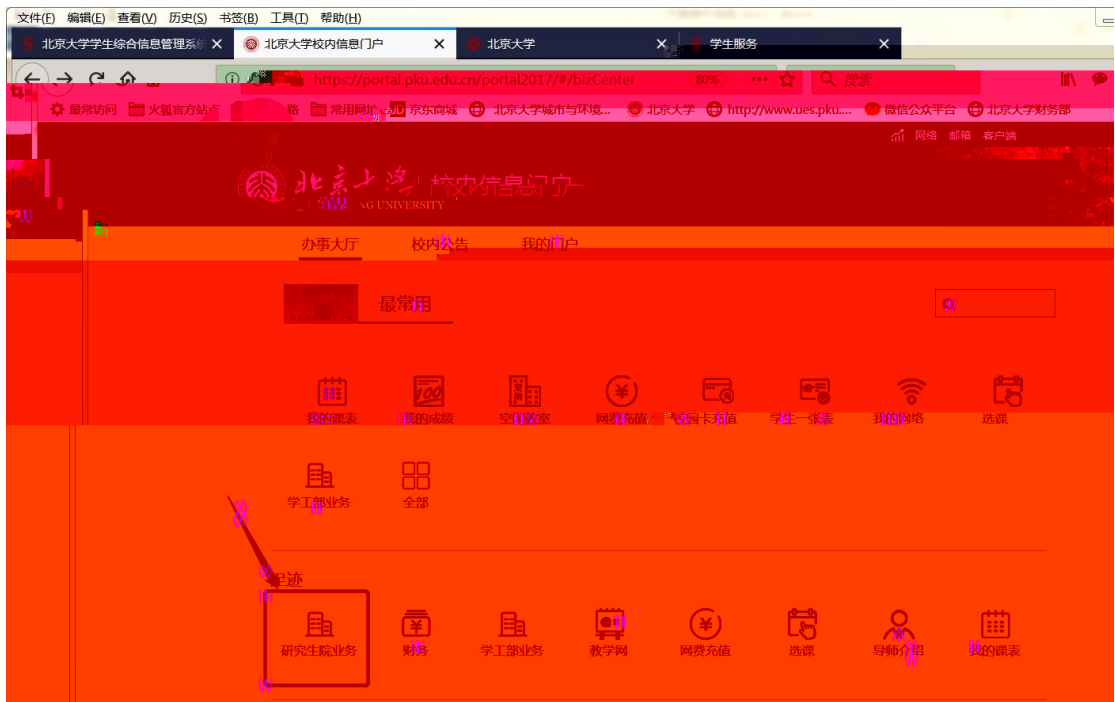 文件(F) 编辑(E) 查看(V) 历史(S) 书签(B) 工具(T) 帮助(H)
北京大学学生综合信息管理系统 北京大学校内信息门户 北京大学 学生服务
https://portal.pku.edu.cn/portal2017/#/bizCenter 80% 搜索
最常访问 火狐官方站点 常用网址 JD 京东商城 北京大学城市与环境... 北京大学 http://www.ues.pku.... 微信公众平台 北京大学财务部
网络 邮箱 客户端
北京大学 校内信息门户
UNIVERSITY
办事大厅 校内公告 我的门户
最常用
我的课表 我的成绩 空闲教室 网费充值 校园卡充值 学生一张表 我的网络 选课
学工部业务 全部
足迹
研究生院业务 财务 学工部业务 教学网 网费充值 选课 导师介绍 我的课表